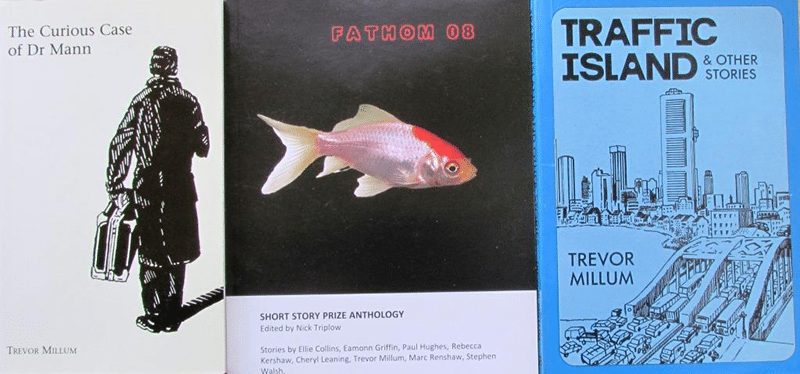 The Curious Case
of Dr Mann
TREVOR MILLUM
FATHOM 08
SHORT STORY PRIZE ANTHOLOGY
Edited by Nick Triplow
Stories by Ellie Collins, Eamonn Griffin, Paul Hughes, Rebecca
Kershaw, Cheryl Leaning, Trevor Millum, Marc Renshaw, Stephen
Walsh.
TRAFFIC
ISLAND & OTHER
STORIES
TREVOR
MILLUM